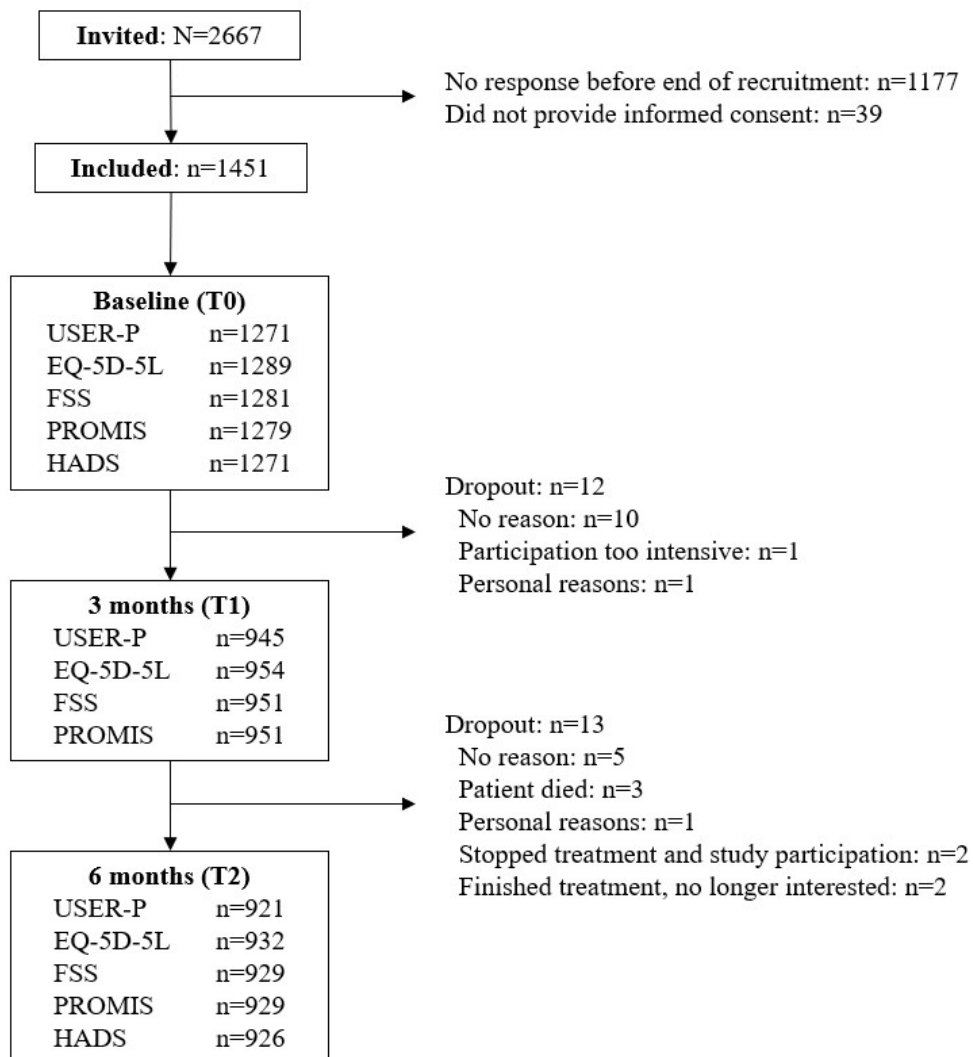 Invited: N=2667
No response before end of recruitment: n=1177
Did not provide informed consent: n=39
Included: n=1451
Baseline (T0)
USER-P n=1271
EQ-5D-5L n=1289
FSS n=1281
PROMIS n=1279
HADS n=1271
Dropout: n=12
No reason: n=10
Participation too intensive: n=1
Personal reasons: n=1
3 months (T1)
USER-P n=945
EQ-5D-5L n=954
FSS n=951
PROMIS n=951
Dropout: n=13
No reason: n=5
Patient died: n=3
Personal reasons: n=1
Stopped treatment and study participation: n=2
Finished treatment, no longer interested: n=2
6 months (T2)
USER-P n=921
EQ-5D-5L n=932
FSS n=929
PROMIS n=929
HADS n=926